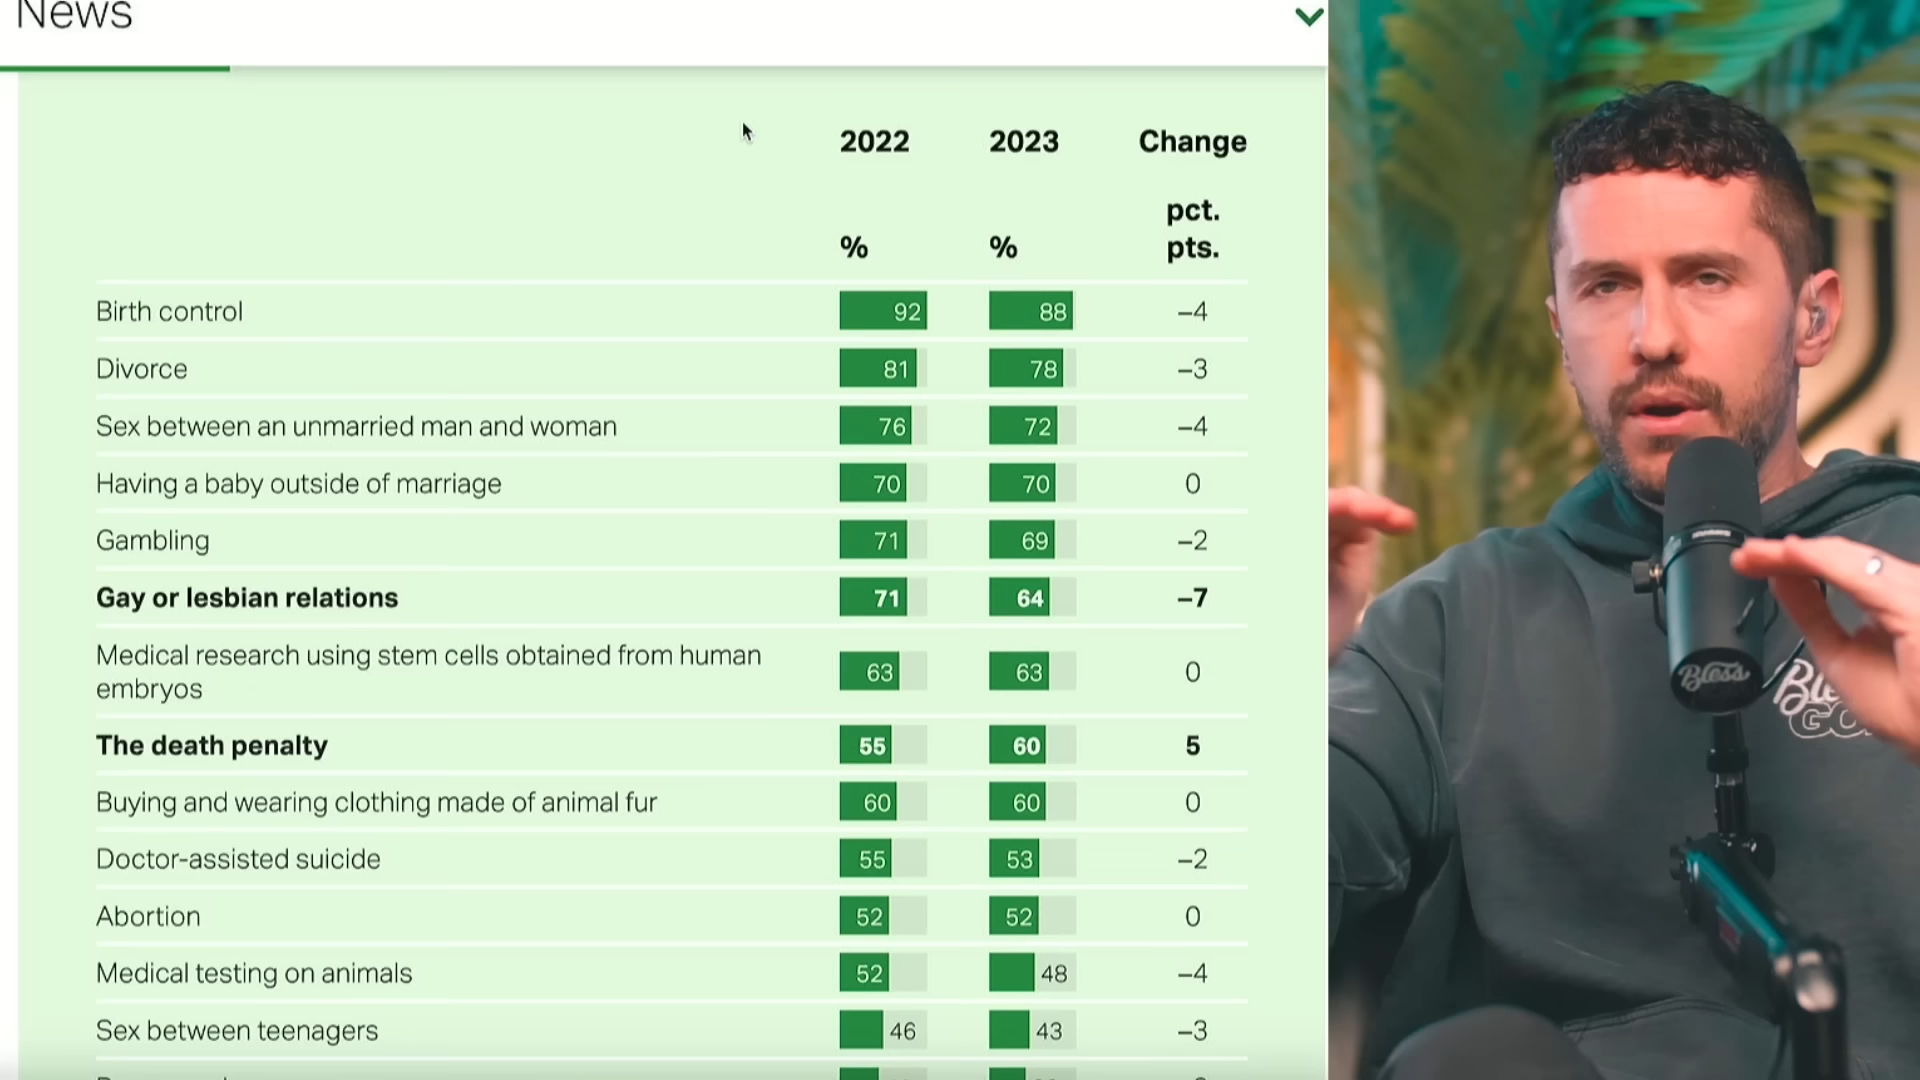 News
2022 2023 Change
% % pct. pts.
Birth control 92 88 –4
Divorce 81 78 –3
Sex between an unmarried man and woman 76 72 –4
Having a baby outside of marriage 70 70 0
Gambling 71 69 –2
Gay or lesbian relations 71 64 –7
Medical research using stem cells obtained from human
embryos 63 63 0
The death penalty 55 60 5
Buying and wearing clothing made of animal fur 60 60 0
Doctor-assisted suicide 55 53 –2
Abortion 52 52 0
Medical testing on animals 52 48 –4
Sex between teenagers 46 43 –3
Bless